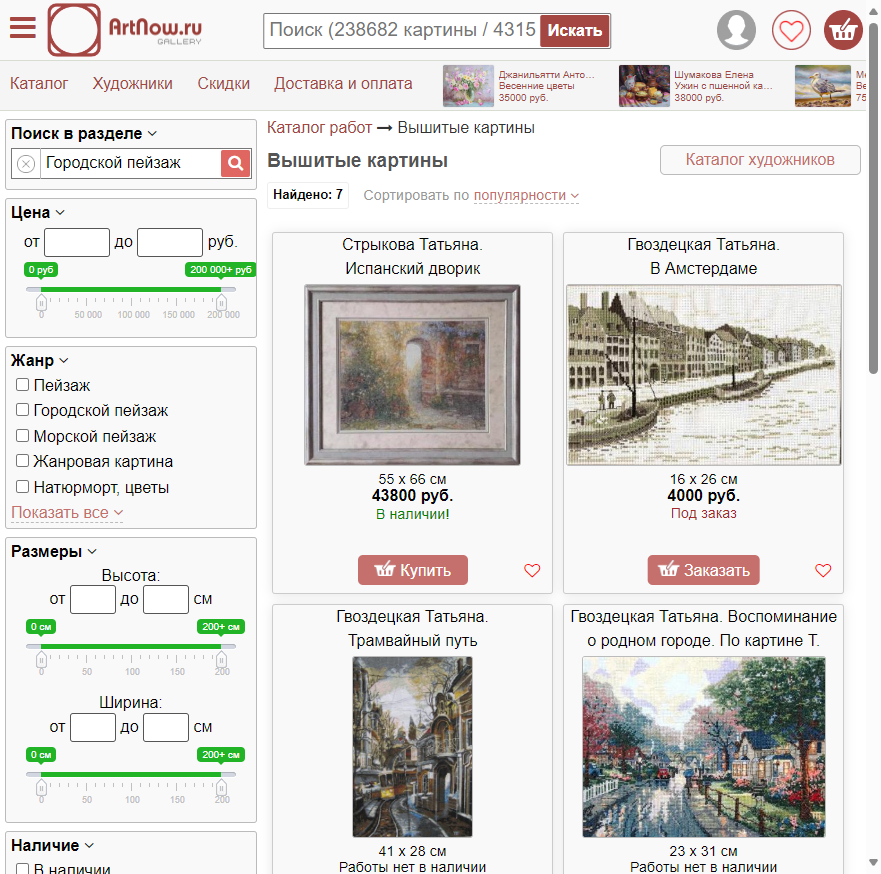 ArtNow.ru
GALLERY
Поиск (238682 картины / 4315
Искать
Каталог
Художники
Скидки
Доставка и оплата
Джанильятти Анто...
Весенние цветы
35000 руб.
Шумакова Елена
Ужин с пшенной ка...
38000 руб.
Поиск в разделе
Городской пейзаж
Цена
от до руб.
0 руб 200 000+ руб
0 50 000 100 000 150 000 200 000
Жанр
Пейзаж
Городской пейзаж
Морской пейзаж
Жанровая картина
Натюрморт, цветы
Показать все
Размеры
Высота:
от до см
0 см 200+ см
0 50 100 150 200
Ширина:
от до см
0 см 200+ см
0 50 100 150 200
Наличие
В наличии
Каталог работ → Вышитые картины
Вышитые картины
Каталог художников
Найдено: 7
Сортировать по популярности
Стрыкова Татьяна.
Испанский дворик
55 x 66 см
43800 руб.
В наличии!
Купить
Гвоздецкая Татьяна.
В Амстердаме
16 x 26 см
4000 руб.
Под заказ
Заказать
Гвоздецкая Татьяна.
Трамвайный путь
41 x 28 см
Работы нет в наличии
Гвоздецкая Татьяна. Воспоминание
о родном городе. По картине Т.
23 x 31 см
Работы нет в наличии